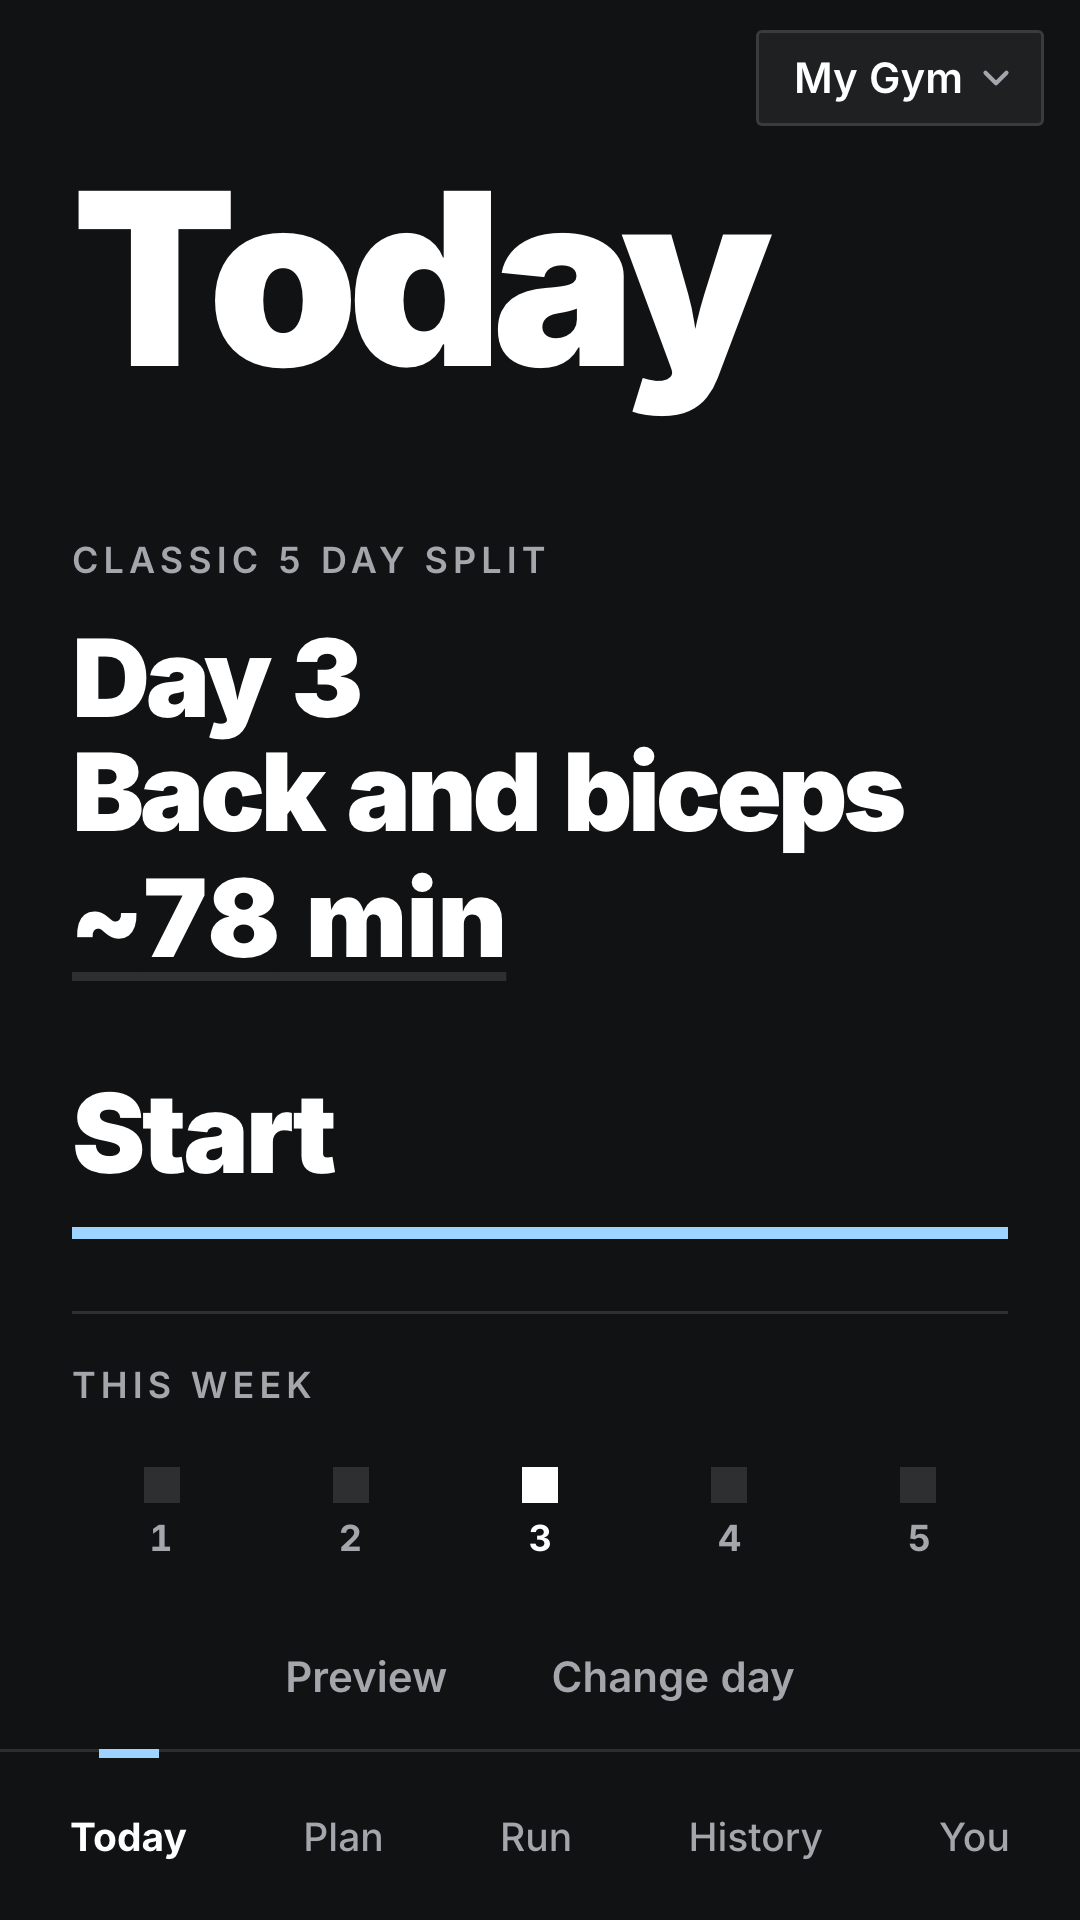 My Gym
Today
CLASSIC 5 DAY SPLIT
Day 3
Back and biceps
~78 min
Start
THIS WEEK
1 2 3 4 5
Preview Change day
Today Plan Run History You